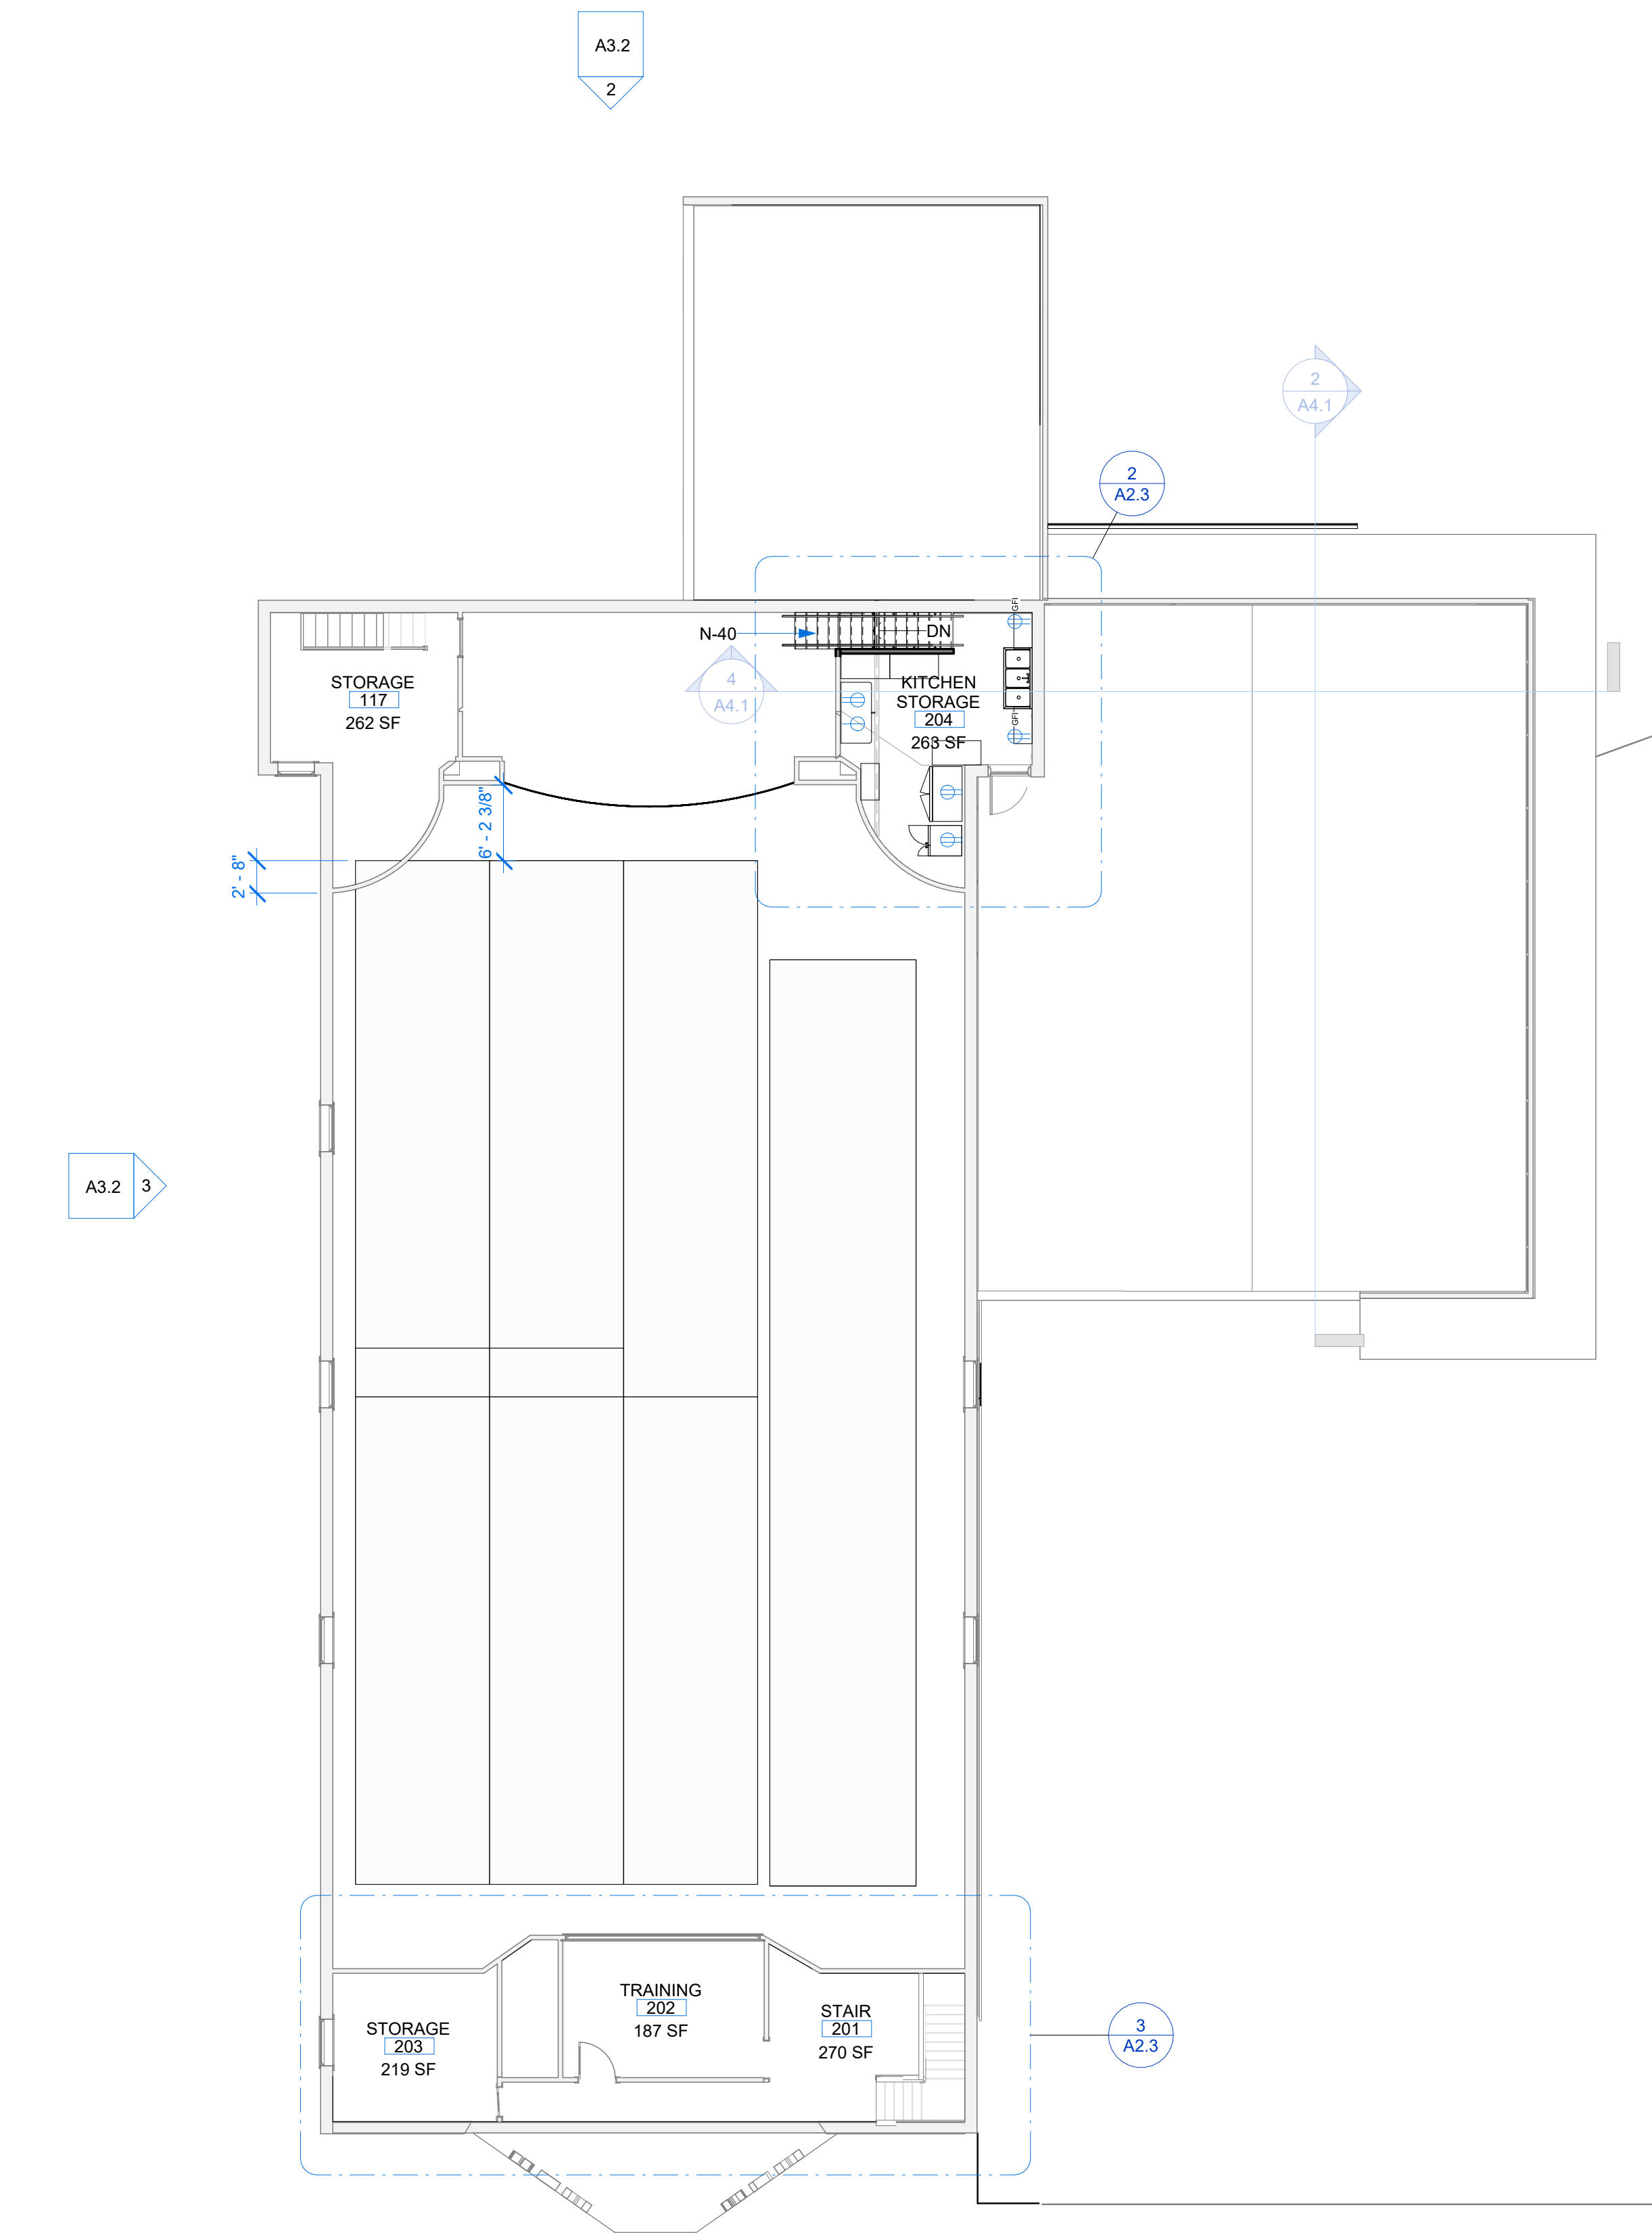 A3.2
2
2
A4.1
2
A2.3
GFI
N-40
DN
STORAGE
117
262 SF
4
A4.1
KITCHEN
STORAGE
204
263 SF
GFI
6' - 2 3/8"
2' - 8"
A3.2
3
TRAINING
202
187 SF
STAIR
201
270 SF
STORAGE
203
219 SF
3
A2.3